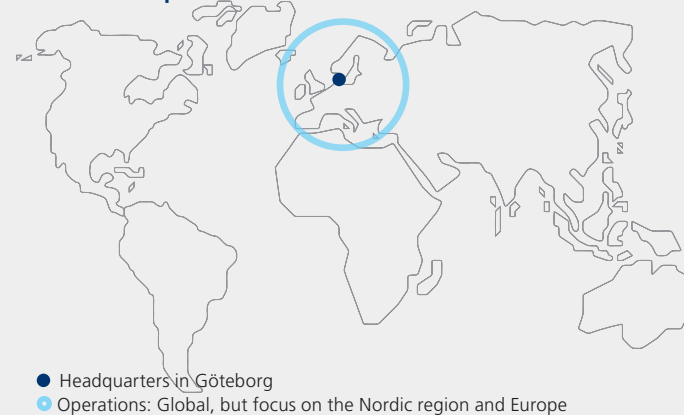 Headquarters in Göteborg
Operations: Global, but focus on the Nordic region and Europe